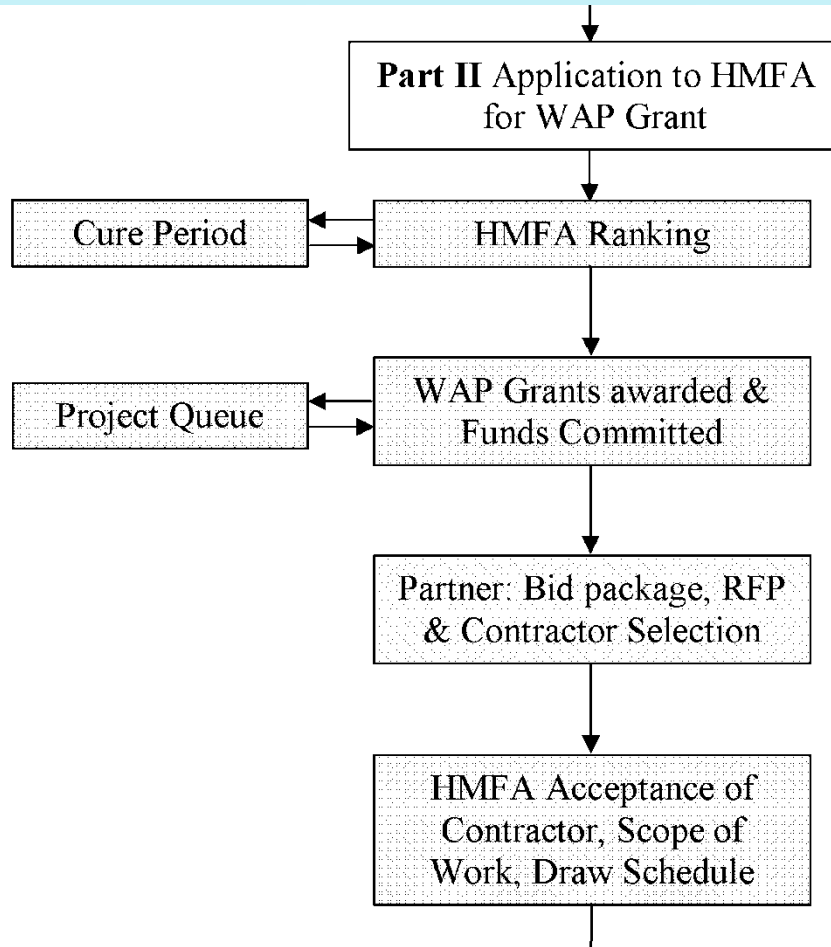 Part II Application to HMFA
for WAP Grant
Cure Period
HMFA Ranking
Project Queue
WAP Grants awarded &
Funds Committed
Partner: Bid package, RFP
& Contractor Selection
HMFA Acceptance of
Contractor, Scope of
Work, Draw Schedule